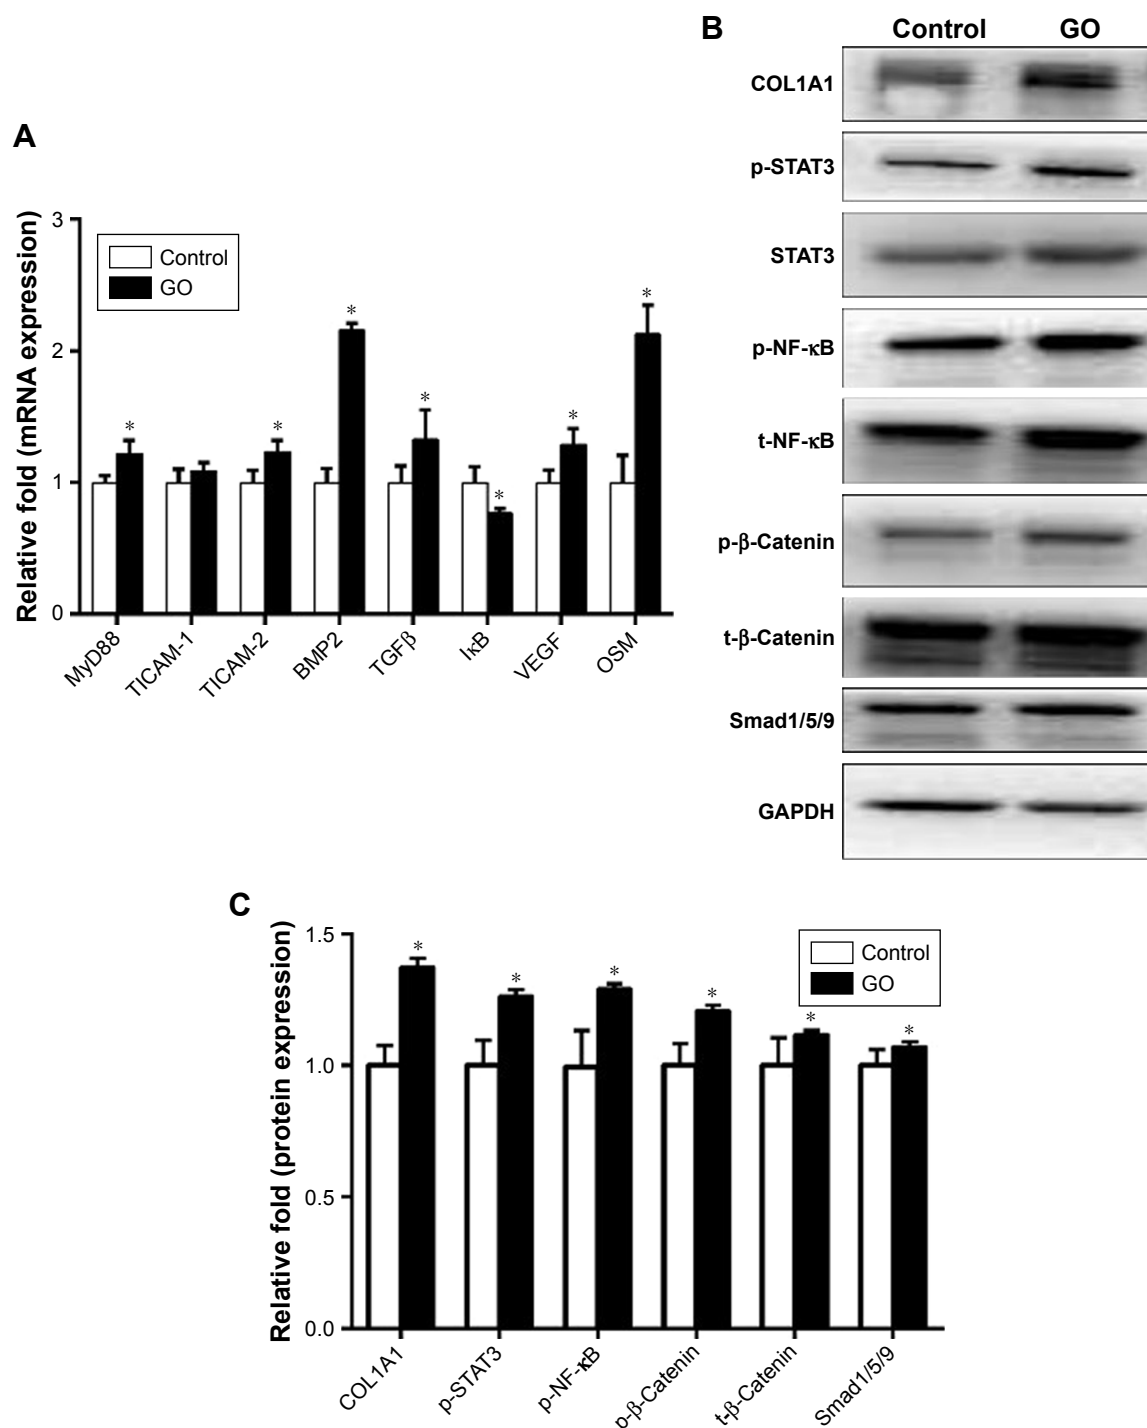 B
Control GO
COL1A1
p-STAT3
STAT3
p-NF-κB
t-NF-κB
p-β-Catenin
t-β-Catenin
Smad1/5/9
GAPDH
A
Relative fold (mRNA expression)
3
2
1
0
Control
GO
* * * * * * *
MyD88
TICAM-1
TICAM-2
BMP2
TGFβ
IκB
VEGF
OSM
C
Relative fold (protein expression)
1.5
1.0
0.5
0.0
Control
GO
* * * * * *
COL1A1
p-STAT3
p-NF-κB
p-β-Catenin
t-β-Catenin
Smad1/5/9